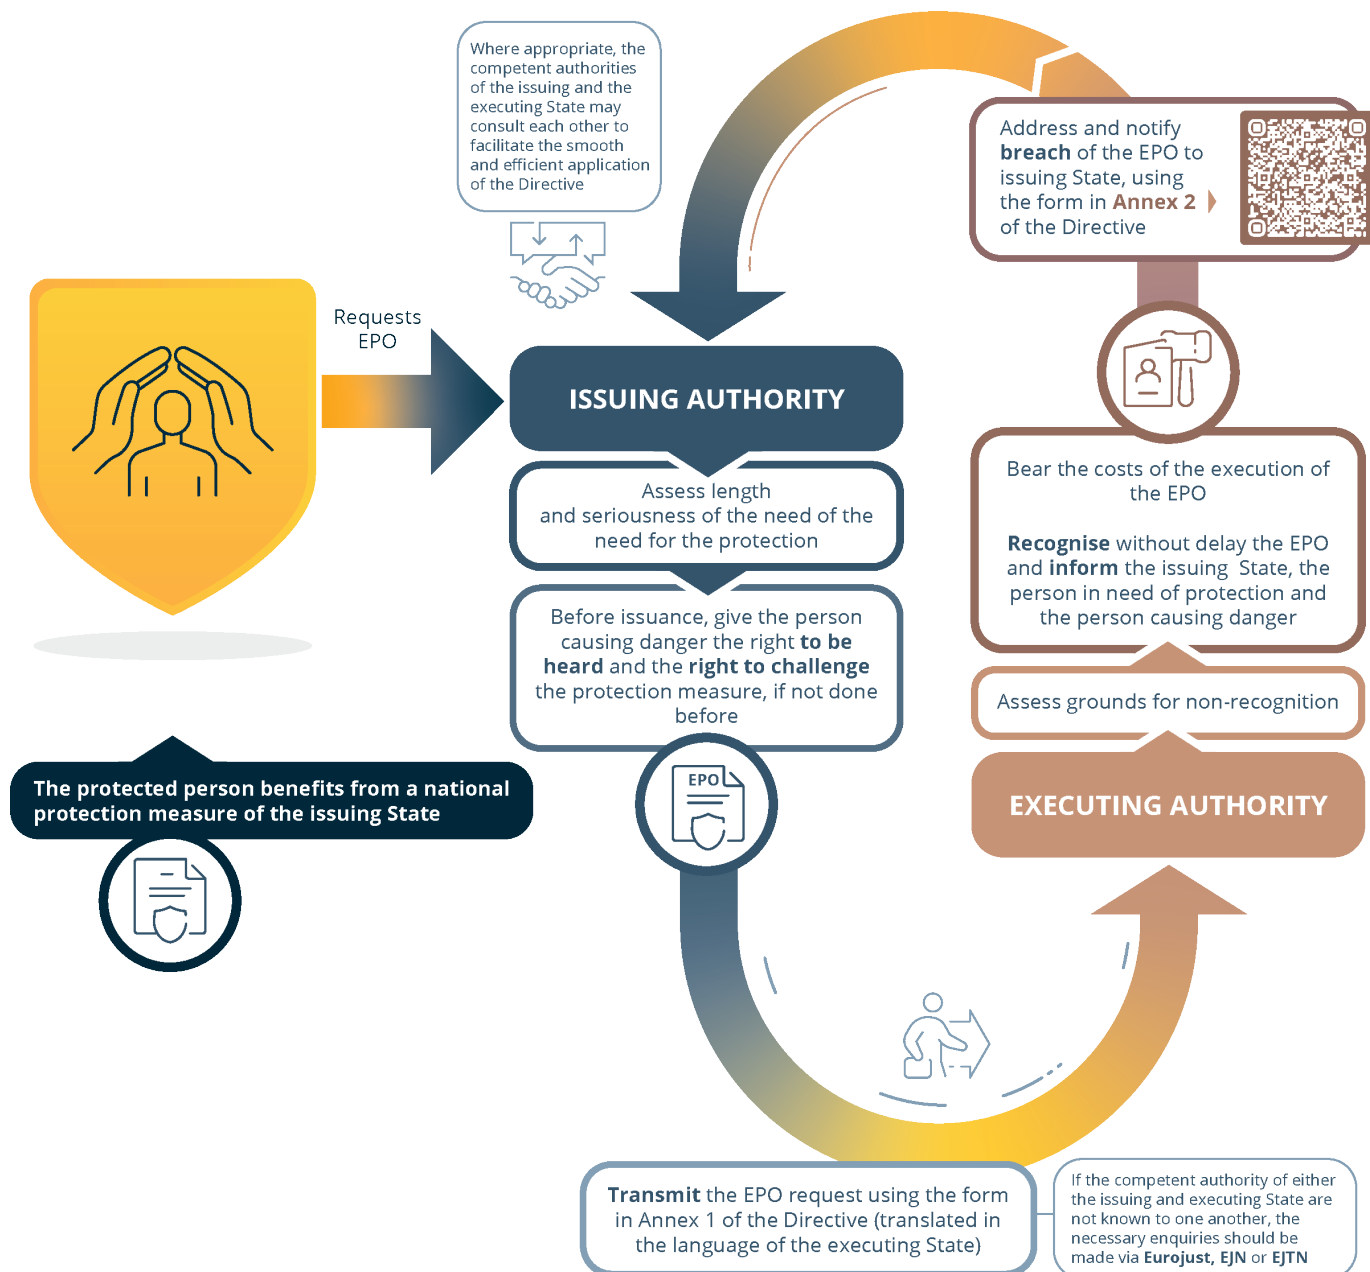 Where appropriate, the
competent authorities
of the issuing and the
executing State may
consult each other to
facilitate the smooth
and efficient application
of the Directive
Address and notify
breach of the EPO to
issuing State, using
the form in Annex 2
of the Directive
Requests
EPO
ISSUING AUTHORITY
Assess length
and seriousness of the need of the
need for the protection
Before issuance, give the person
causing danger the right to be
heard and the right to challenge
the protection measure, if not done
before
EPO
Bear the costs of the execution of
the EPO
Recognise without delay the EPO
and inform the issuing State, the
person in need of protection and
the person causing danger
Assess grounds for non-recognition
EXECUTING AUTHORITY
The protected person benefits from a national
protection measure of the issuing State
Transmit the EPO request using the form
in Annex 1 of the Directive (translated in
the language of the executing State)
If the competent authority of either
the issuing and executing State are
not known to one another, the
necessary enquiries should be
made via Eurojust, EJN or EJTN